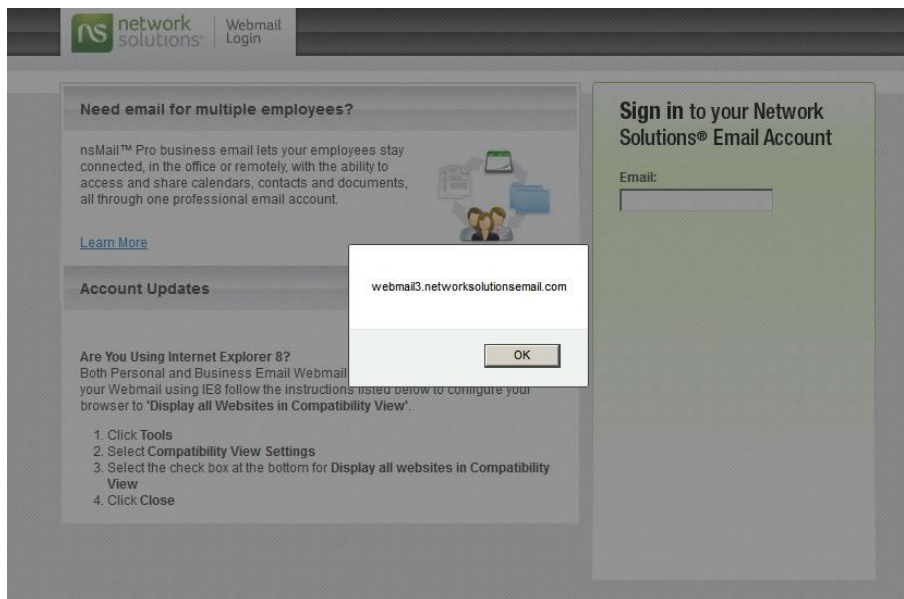 ns network solutions® Webmail Login
Need email for multiple employees?
nsMail™ Pro business email lets your employees stay
connected, in the office or remotely, with the ability to
access and share calendars, contacts and documents,
all through one professional email account.
Learn More
Account Updates
Are You Using Internet Explorer 8?
Both Personal and Business Email Webmail
your Webmail using IE8 follow the instructions listed below to configure your
browser to 'Display all Websites in Compatibility View'.
1. Click Tools
2. Select Compatibility View Settings
3. Select the check box at the bottom for Display all websites in Compatibility
View
4. Click Close
webmail3.networksolutionsemail.com
OK
Sign in to your Network
Solutions® Email Account
Email: